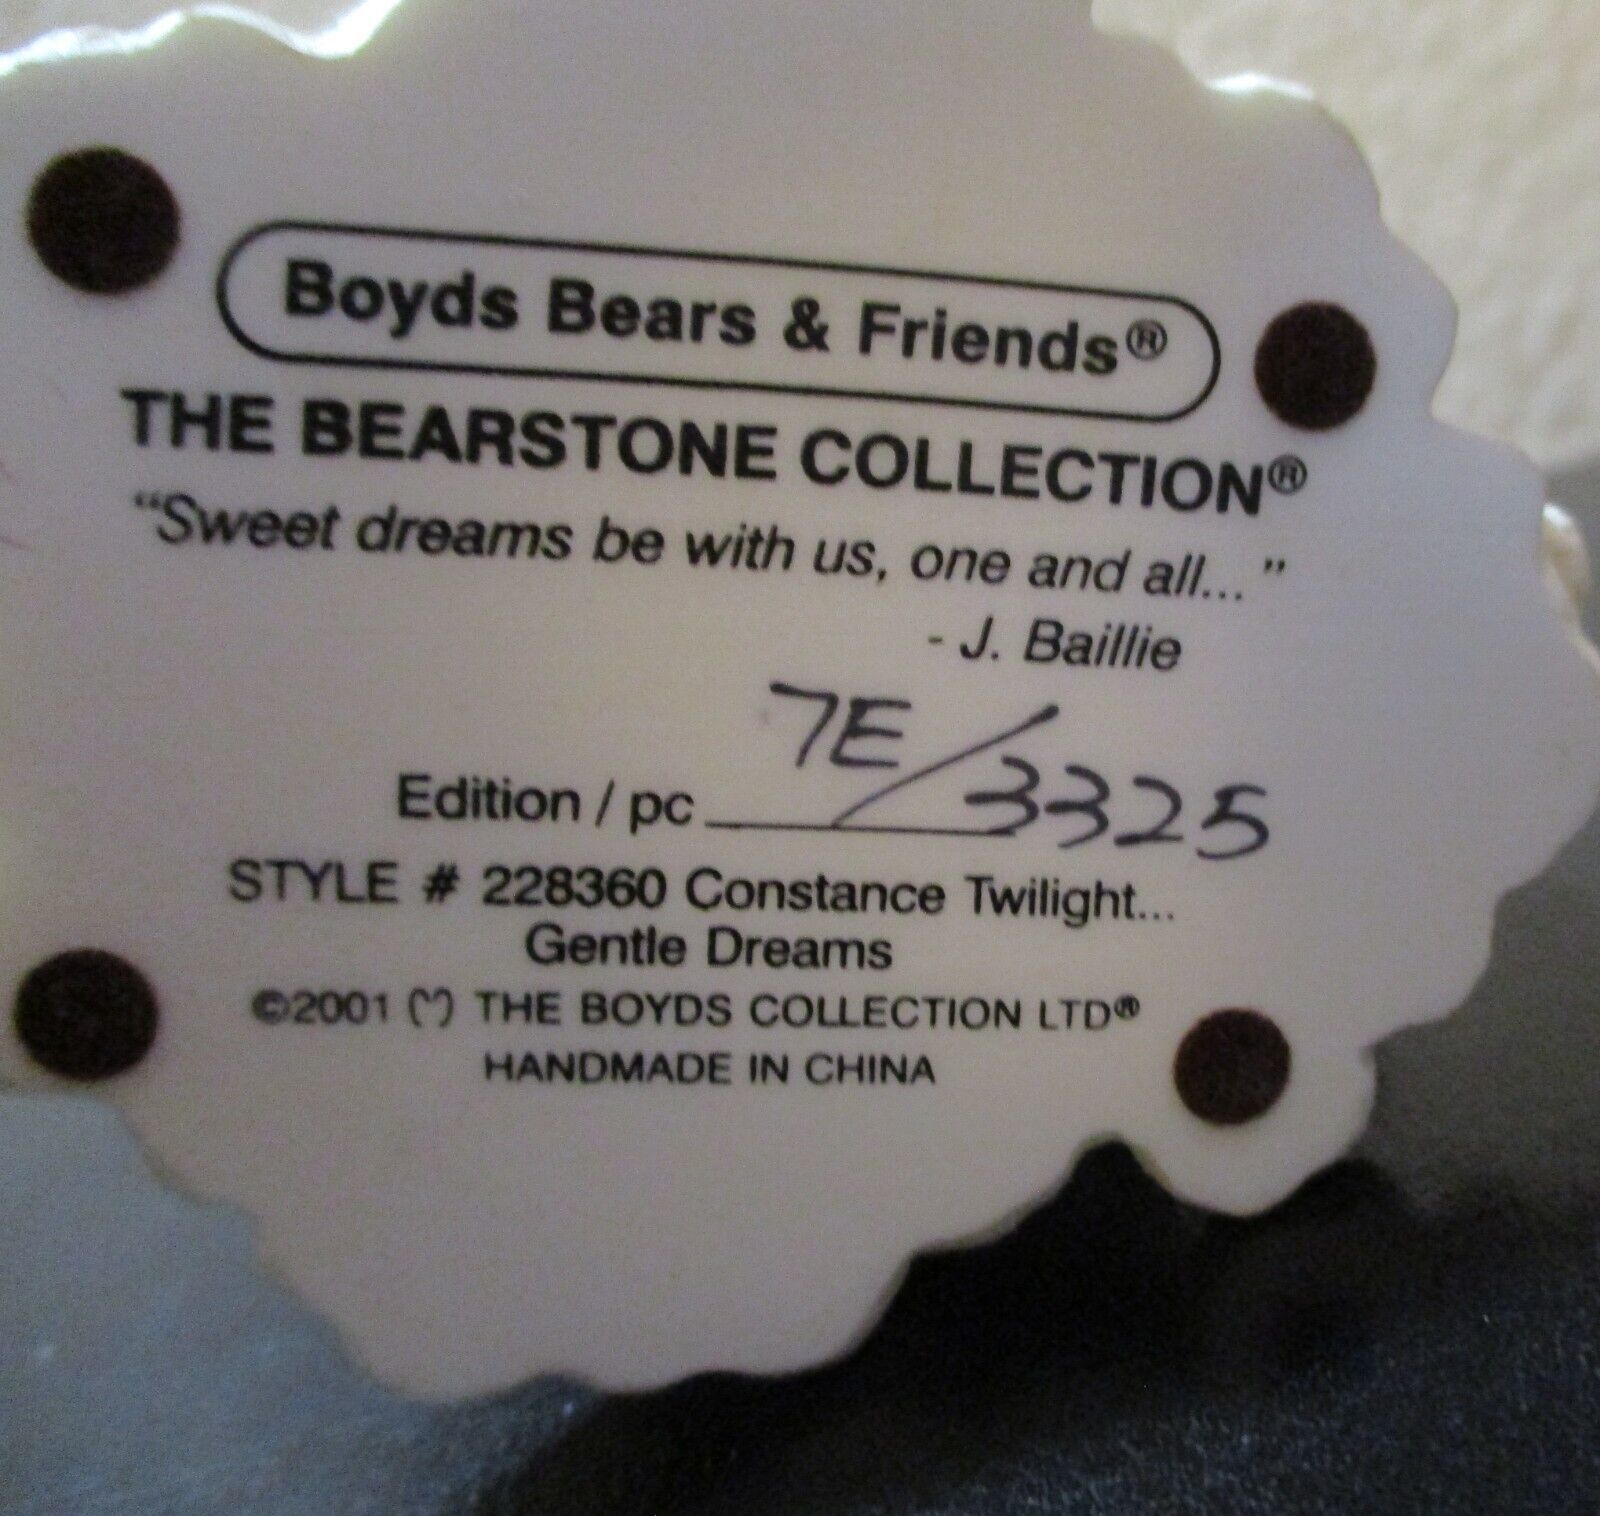 Boyds Bears & Friends®
THE BEARSTONE COLLECTION®
“Sweet dreams be with us, one and all... ”
- J. Baillie
Edition / pc 7E/3325
STYLE # 228360 Constance Twilight...
Gentle Dreams
©2001 THE BOYDS COLLECTION LTD®
HANDMADE IN CHINA